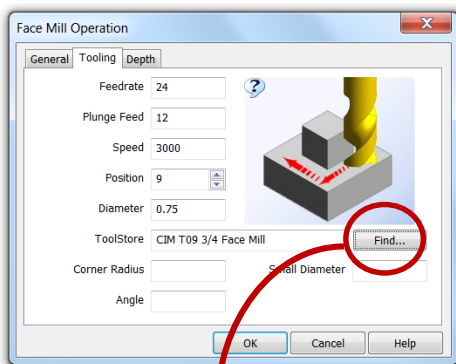 Face Mill Operation
X
General Tooling Depth
Feedrate 24
?
Plunge Feed 12
Speed 3000
Position 9
Diameter 0.75
ToolStore CIM T09 3/4 Face Mill Find...
Corner Radius Small Diameter
Angle
OK Cancel Help